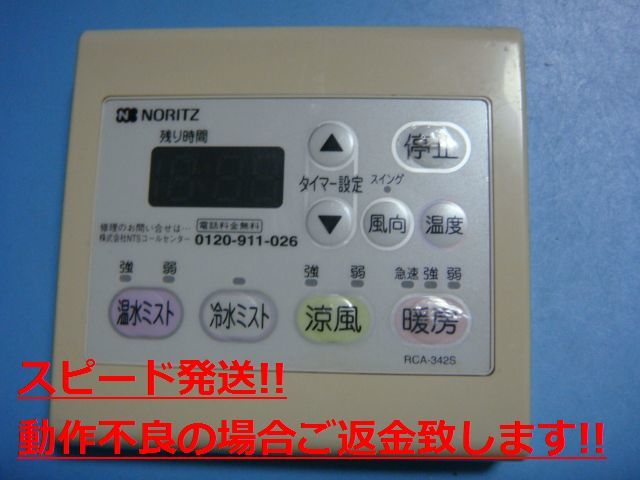 NORITZ
残り時間
▲
停止
タイマー設定
スイング
▼
風向
温度
修理のお問い合せは…
電話料金無料
株式会社NTSコールセンター
0120-911-026
強 弱
強 弱
急速 強 弱
温水ミスト
冷水ミスト
涼風
暖房
RCA-342S
スピード発送!!
動作不良の場合ご返金致します!!